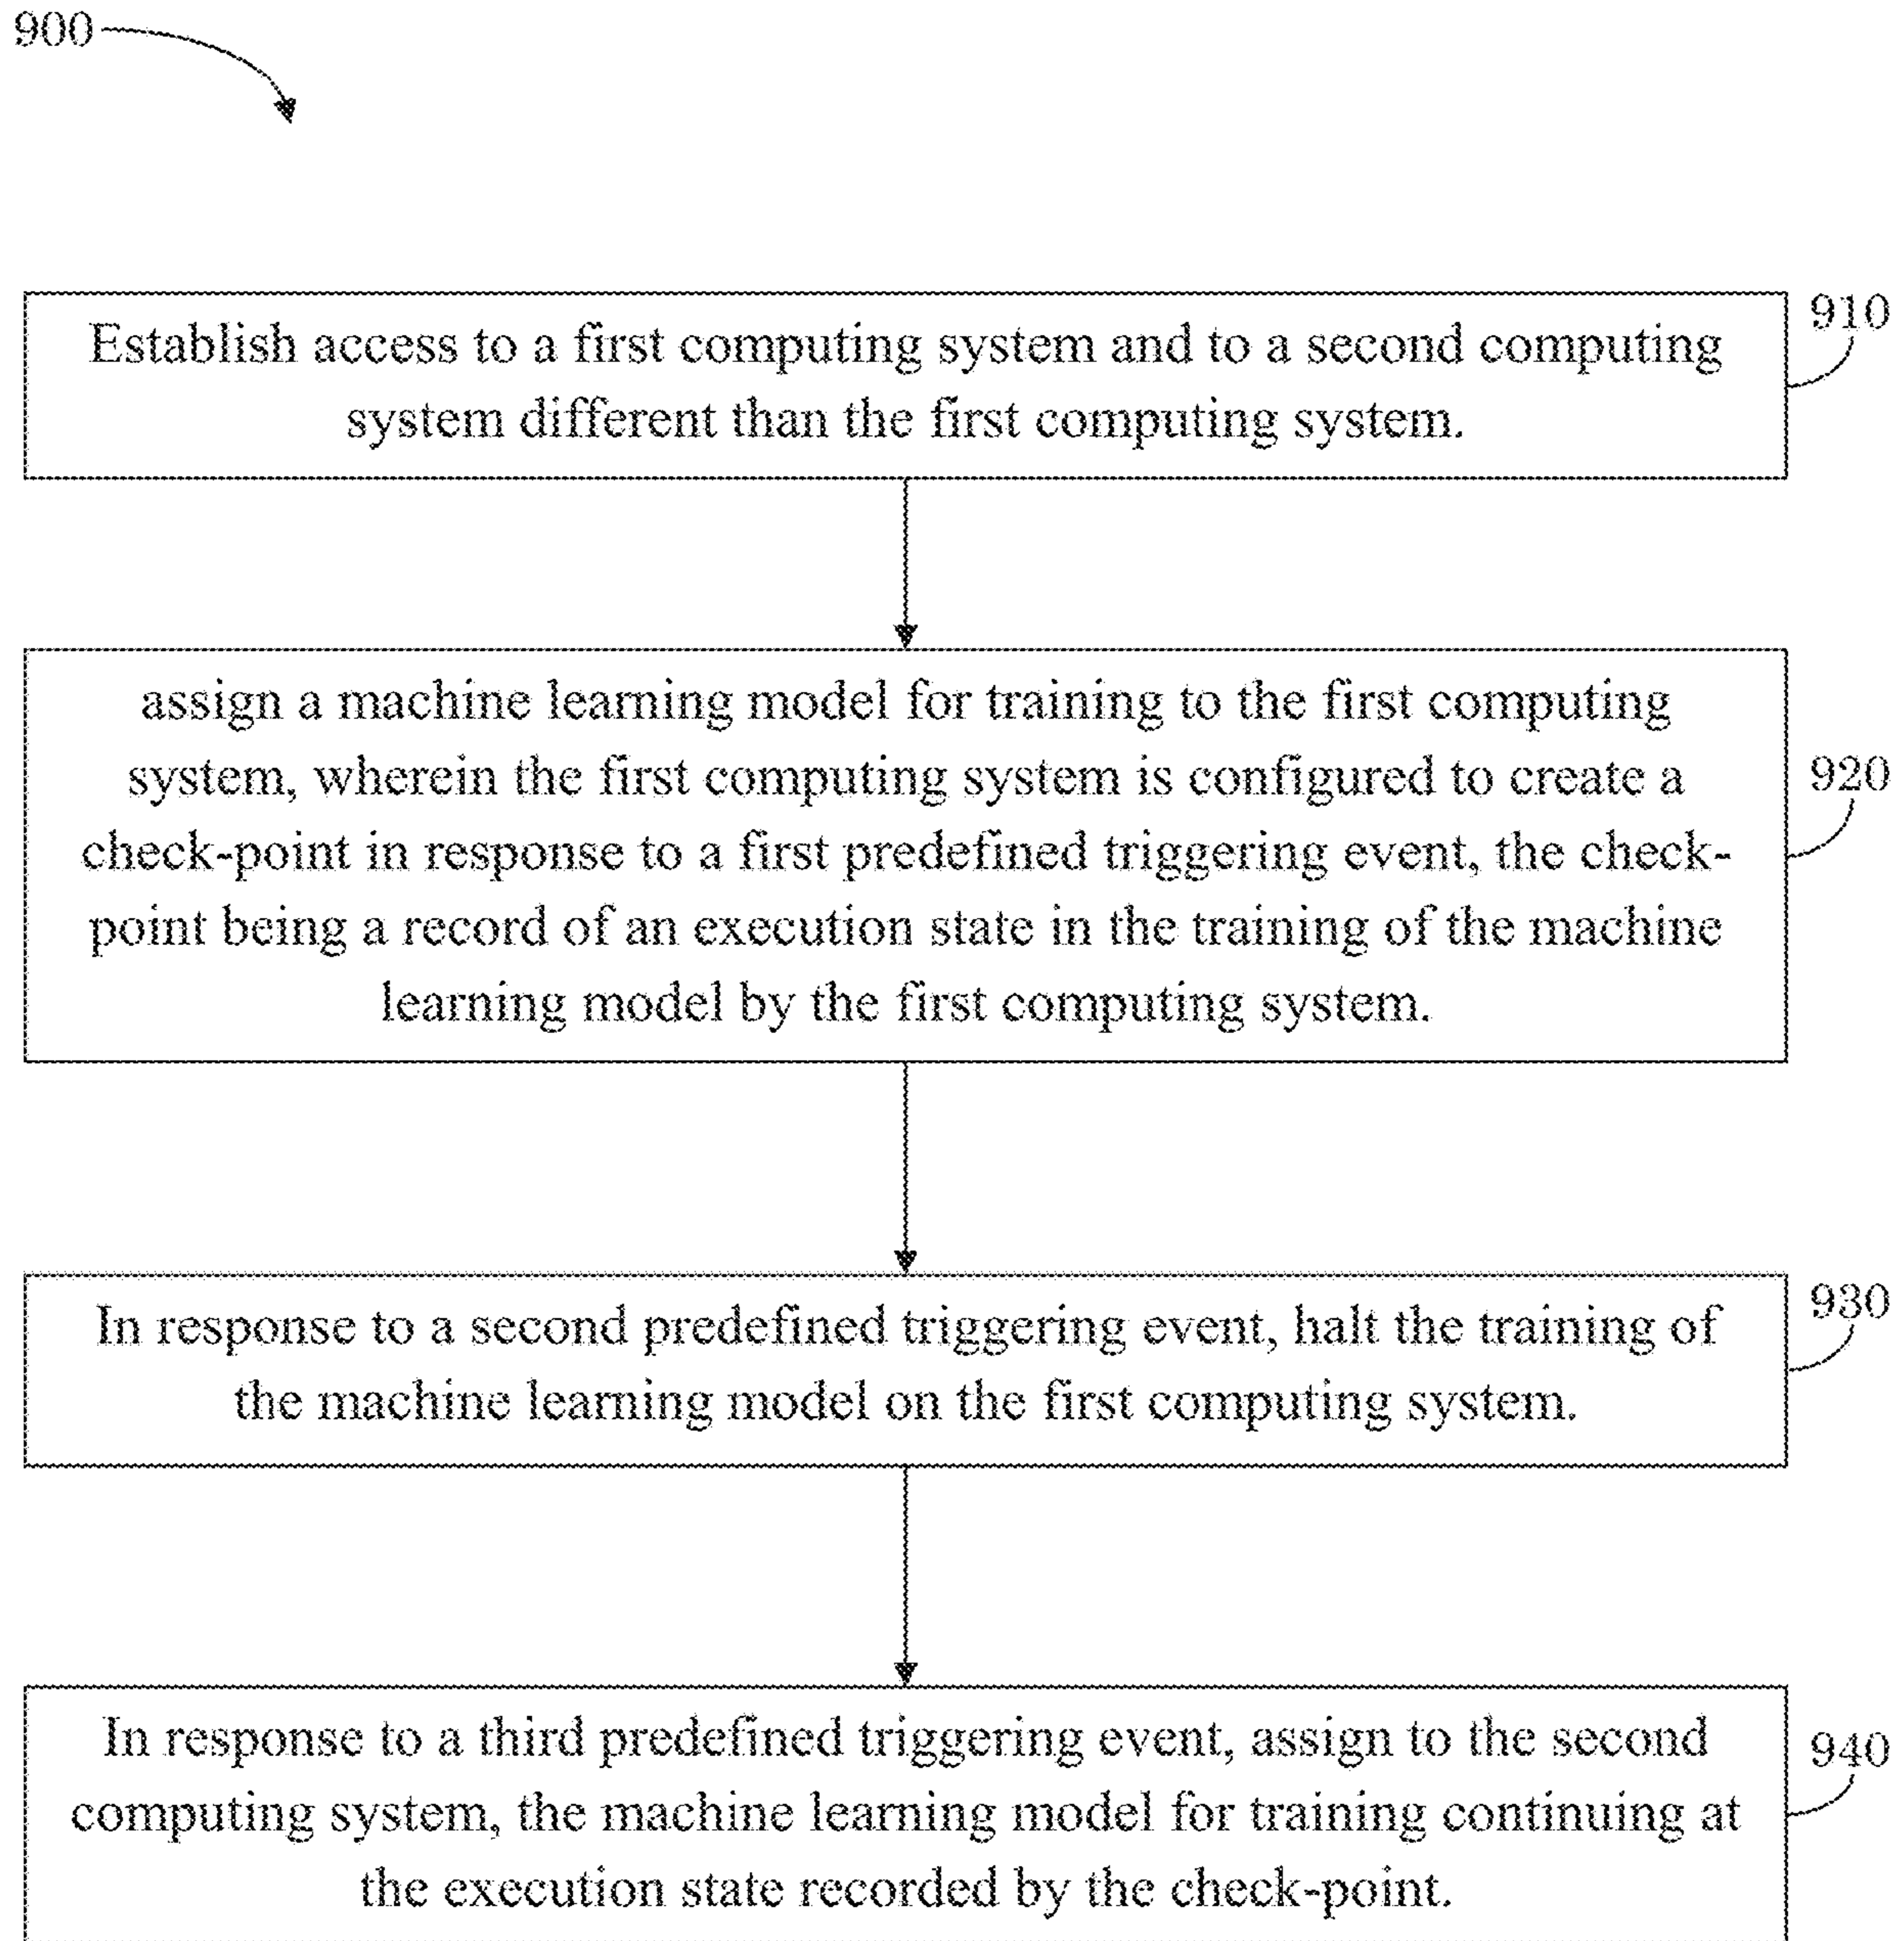 900
910
Establish access to a first computing system and to a second computing
system different than the first computing system.
assign a machine learning model for training to the first computing
system, wherein the first computing system is configured to create a
920
check-point in response to a first predefined triggering event, the check-
point being a record of an execution state in the training of the machine
learning model by the first computing system.
930
In response to a second predefined triggering event, halt the training of
the machine learning model on the first computing system.
940
In response to a third predefined triggering event, assign to the second
computing system, the machine learning model for training continuing at
the execution state recorded by the check-point.